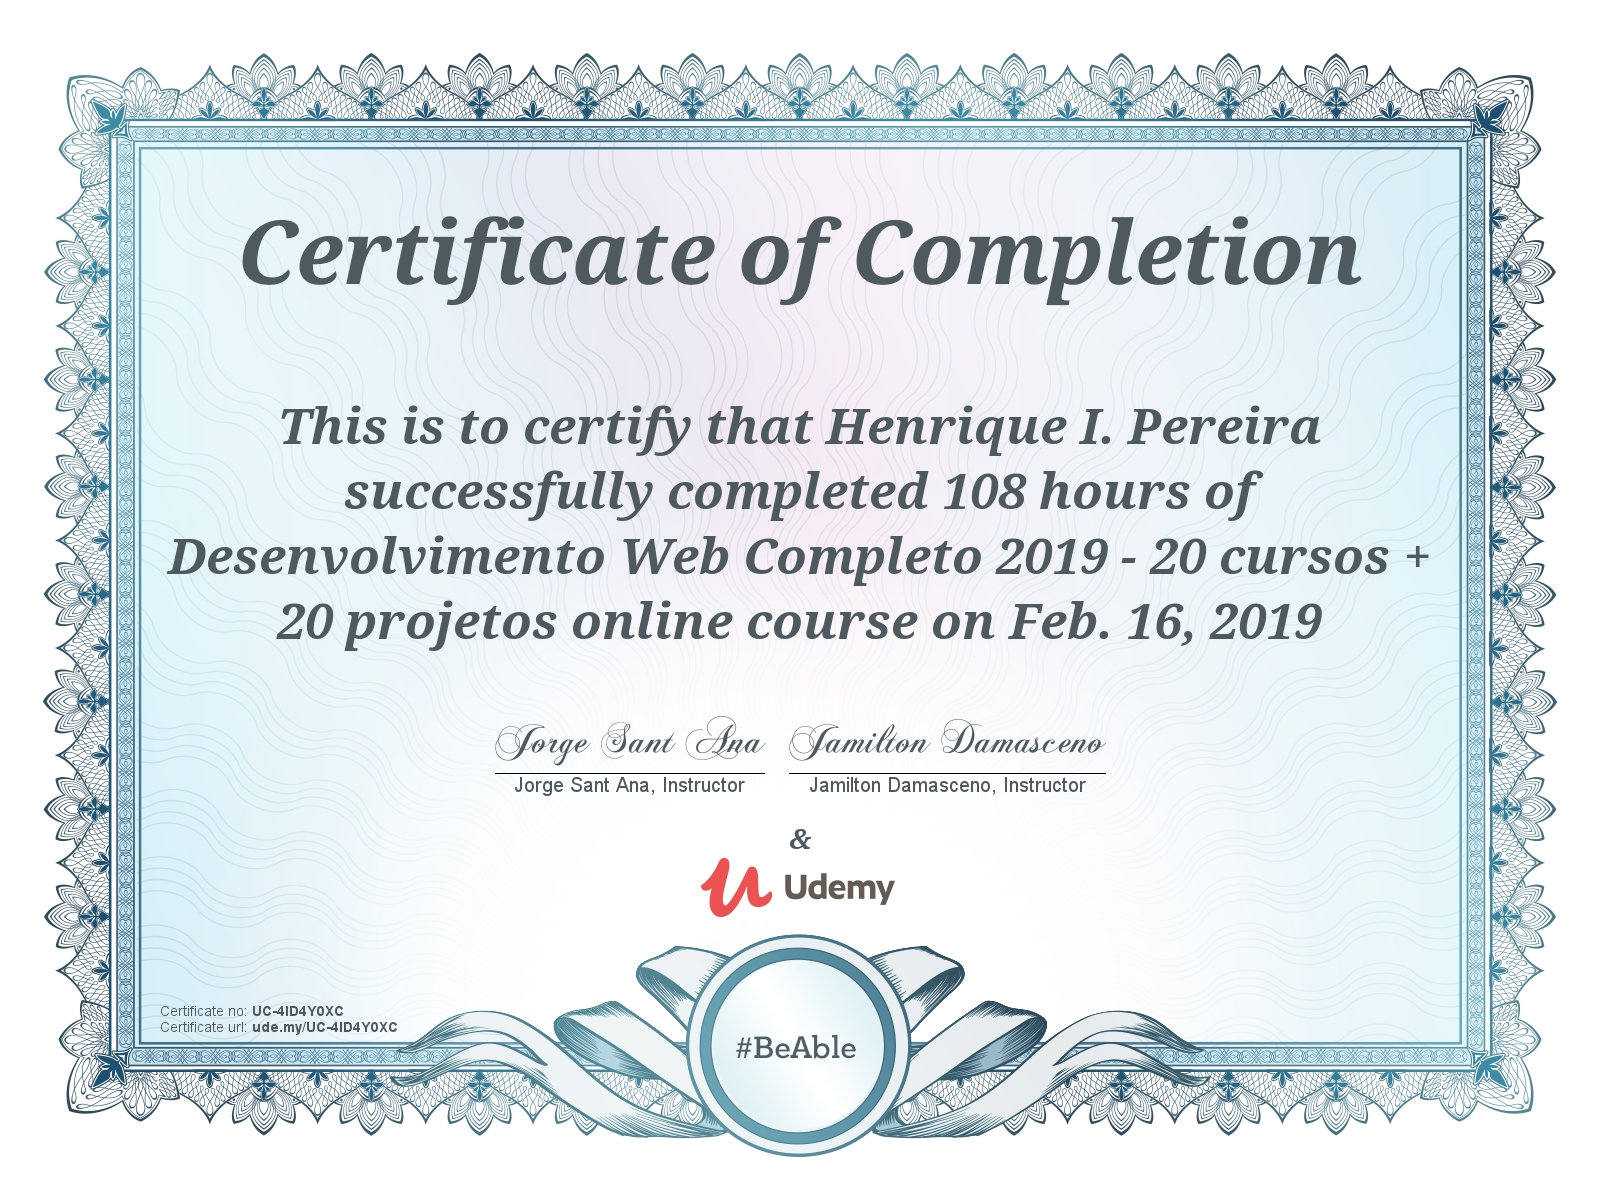 Certificate of Completion
This is to certify that Henrique I. Pereira
successfully completed 108 hours of
Desenvolvimento Web Completo 2019 - 20 cursos +
20 projetos online course on Feb. 16, 2019
Jorge Sant Ana Jamilton Damasceno
Jorge Sant Ana, Instructor Jamilton Damasceno, Instructor
&
Udemy
Certificate no: UC-4ID4Y0XC
Certificate url: ude.my/UC-4ID4Y0XC
#BeAble